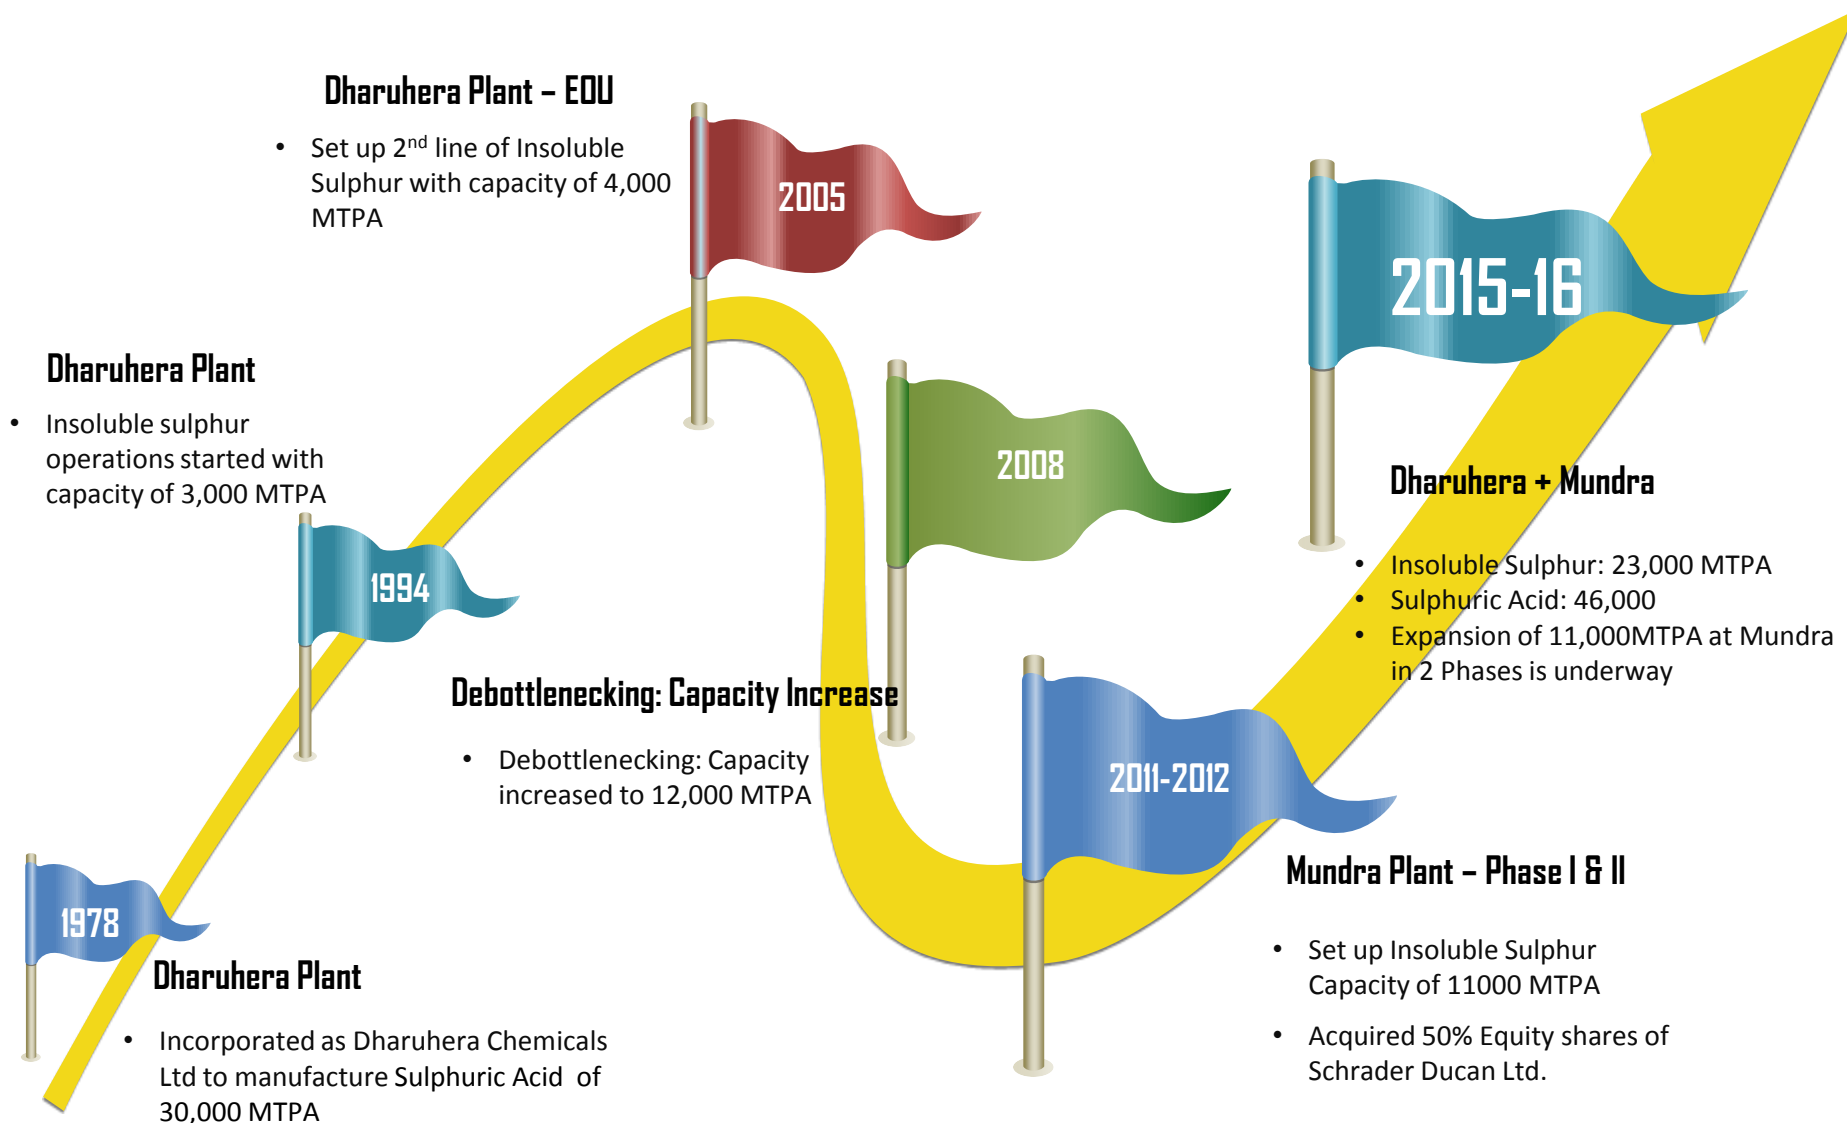 Dharuhera Plant – EOU
• Set up 2nd line of Insoluble
Sulphur with capacity of 4,000
MTPA
2005
2015-16
Dharuhera Plant
• Insoluble sulphur
operations started with
capacity of 3,000 MTPA
1994
2008
Dharuhera + Mundra
• Insoluble Sulphur: 23,000 MTPA
• Sulphuric Acid: 46,000
• Expansion of 11,000MTPA at Mundra
in 2 Phases is underway
Debottlenecking: Capacity Increase
• Debottlenecking: Capacity
increased to 12,000 MTPA
2011-2012
Mundra Plant – Phase I & II
• Set up Insoluble Sulphur
Capacity of 11000 MTPA
• Acquired 50% Equity shares of
Schrader Ducan Ltd.
1978
Dharuhera Plant
• Incorporated as Dharuhera Chemicals
Ltd to manufacture Sulphuric Acid of
30,000 MTPA